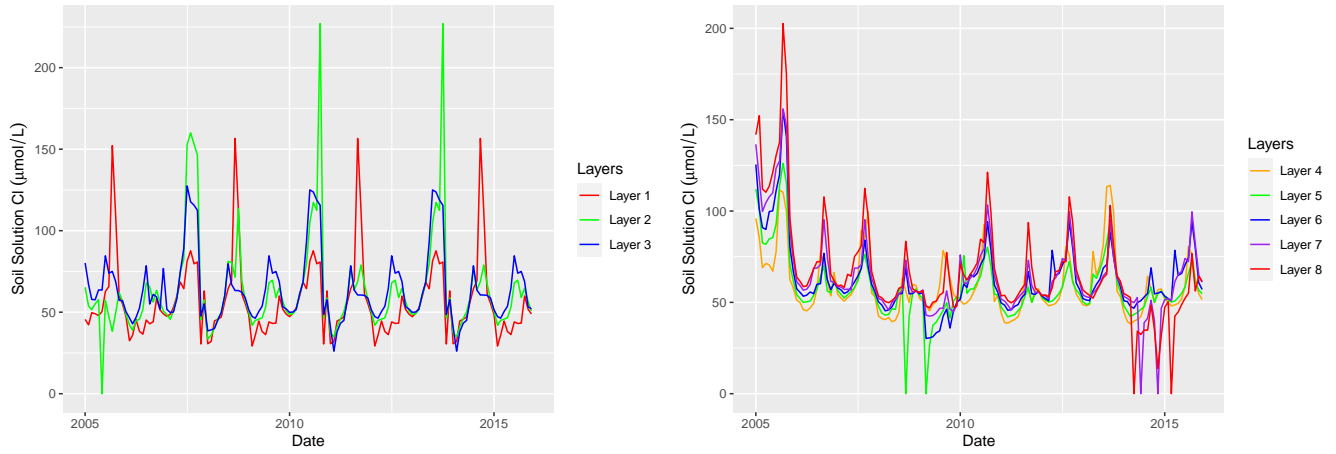 Soil Solution Cl (μmol/L)
200
150
100
50
0
2005
2010
2015
Date
Layers
Layer 1
Layer 2
Layer 3
Soil Solution Cl (μmol/L)
200
150
100
50
0
2005
2010
2015
Date
Layers
Layer 4
Layer 5
Layer 6
Layer 7
Layer 8